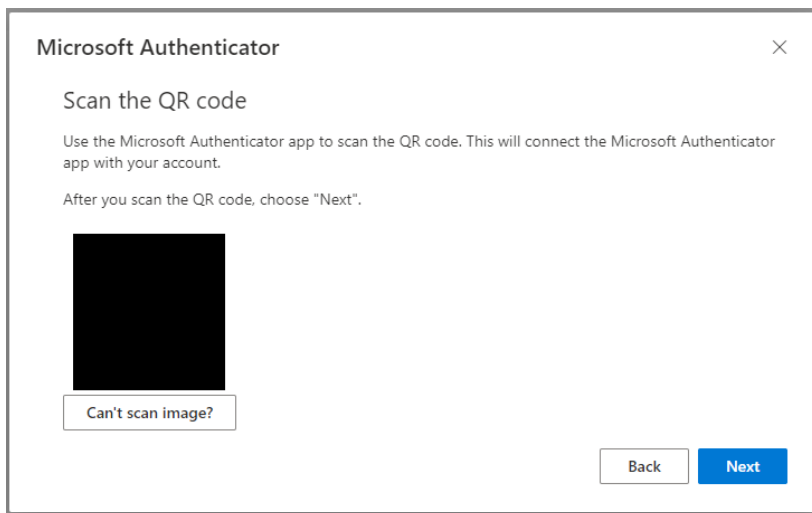 Microsoft Authenticator
Scan the QR code
Use the Microsoft Authenticator app to scan the QR code. This will connect the Microsoft Authenticator
app with your account.
After you scan the QR code, choose "Next".
Can't scan image?
Back
Next